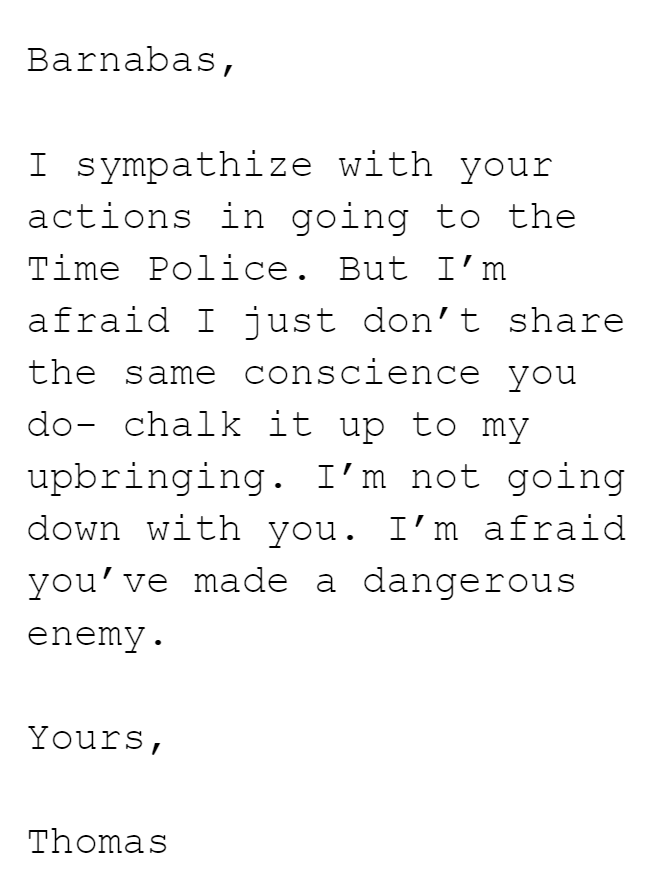 Barnabas,
I sympathize with your
actions in going to the
Time Police. But I’m
afraid I just don’t share
the same conscience you
do- chalk it up to my
upbringing. I’m not going
down with you. I’m afraid
you’ve made a dangerous
enemy.
Yours,
Thomas